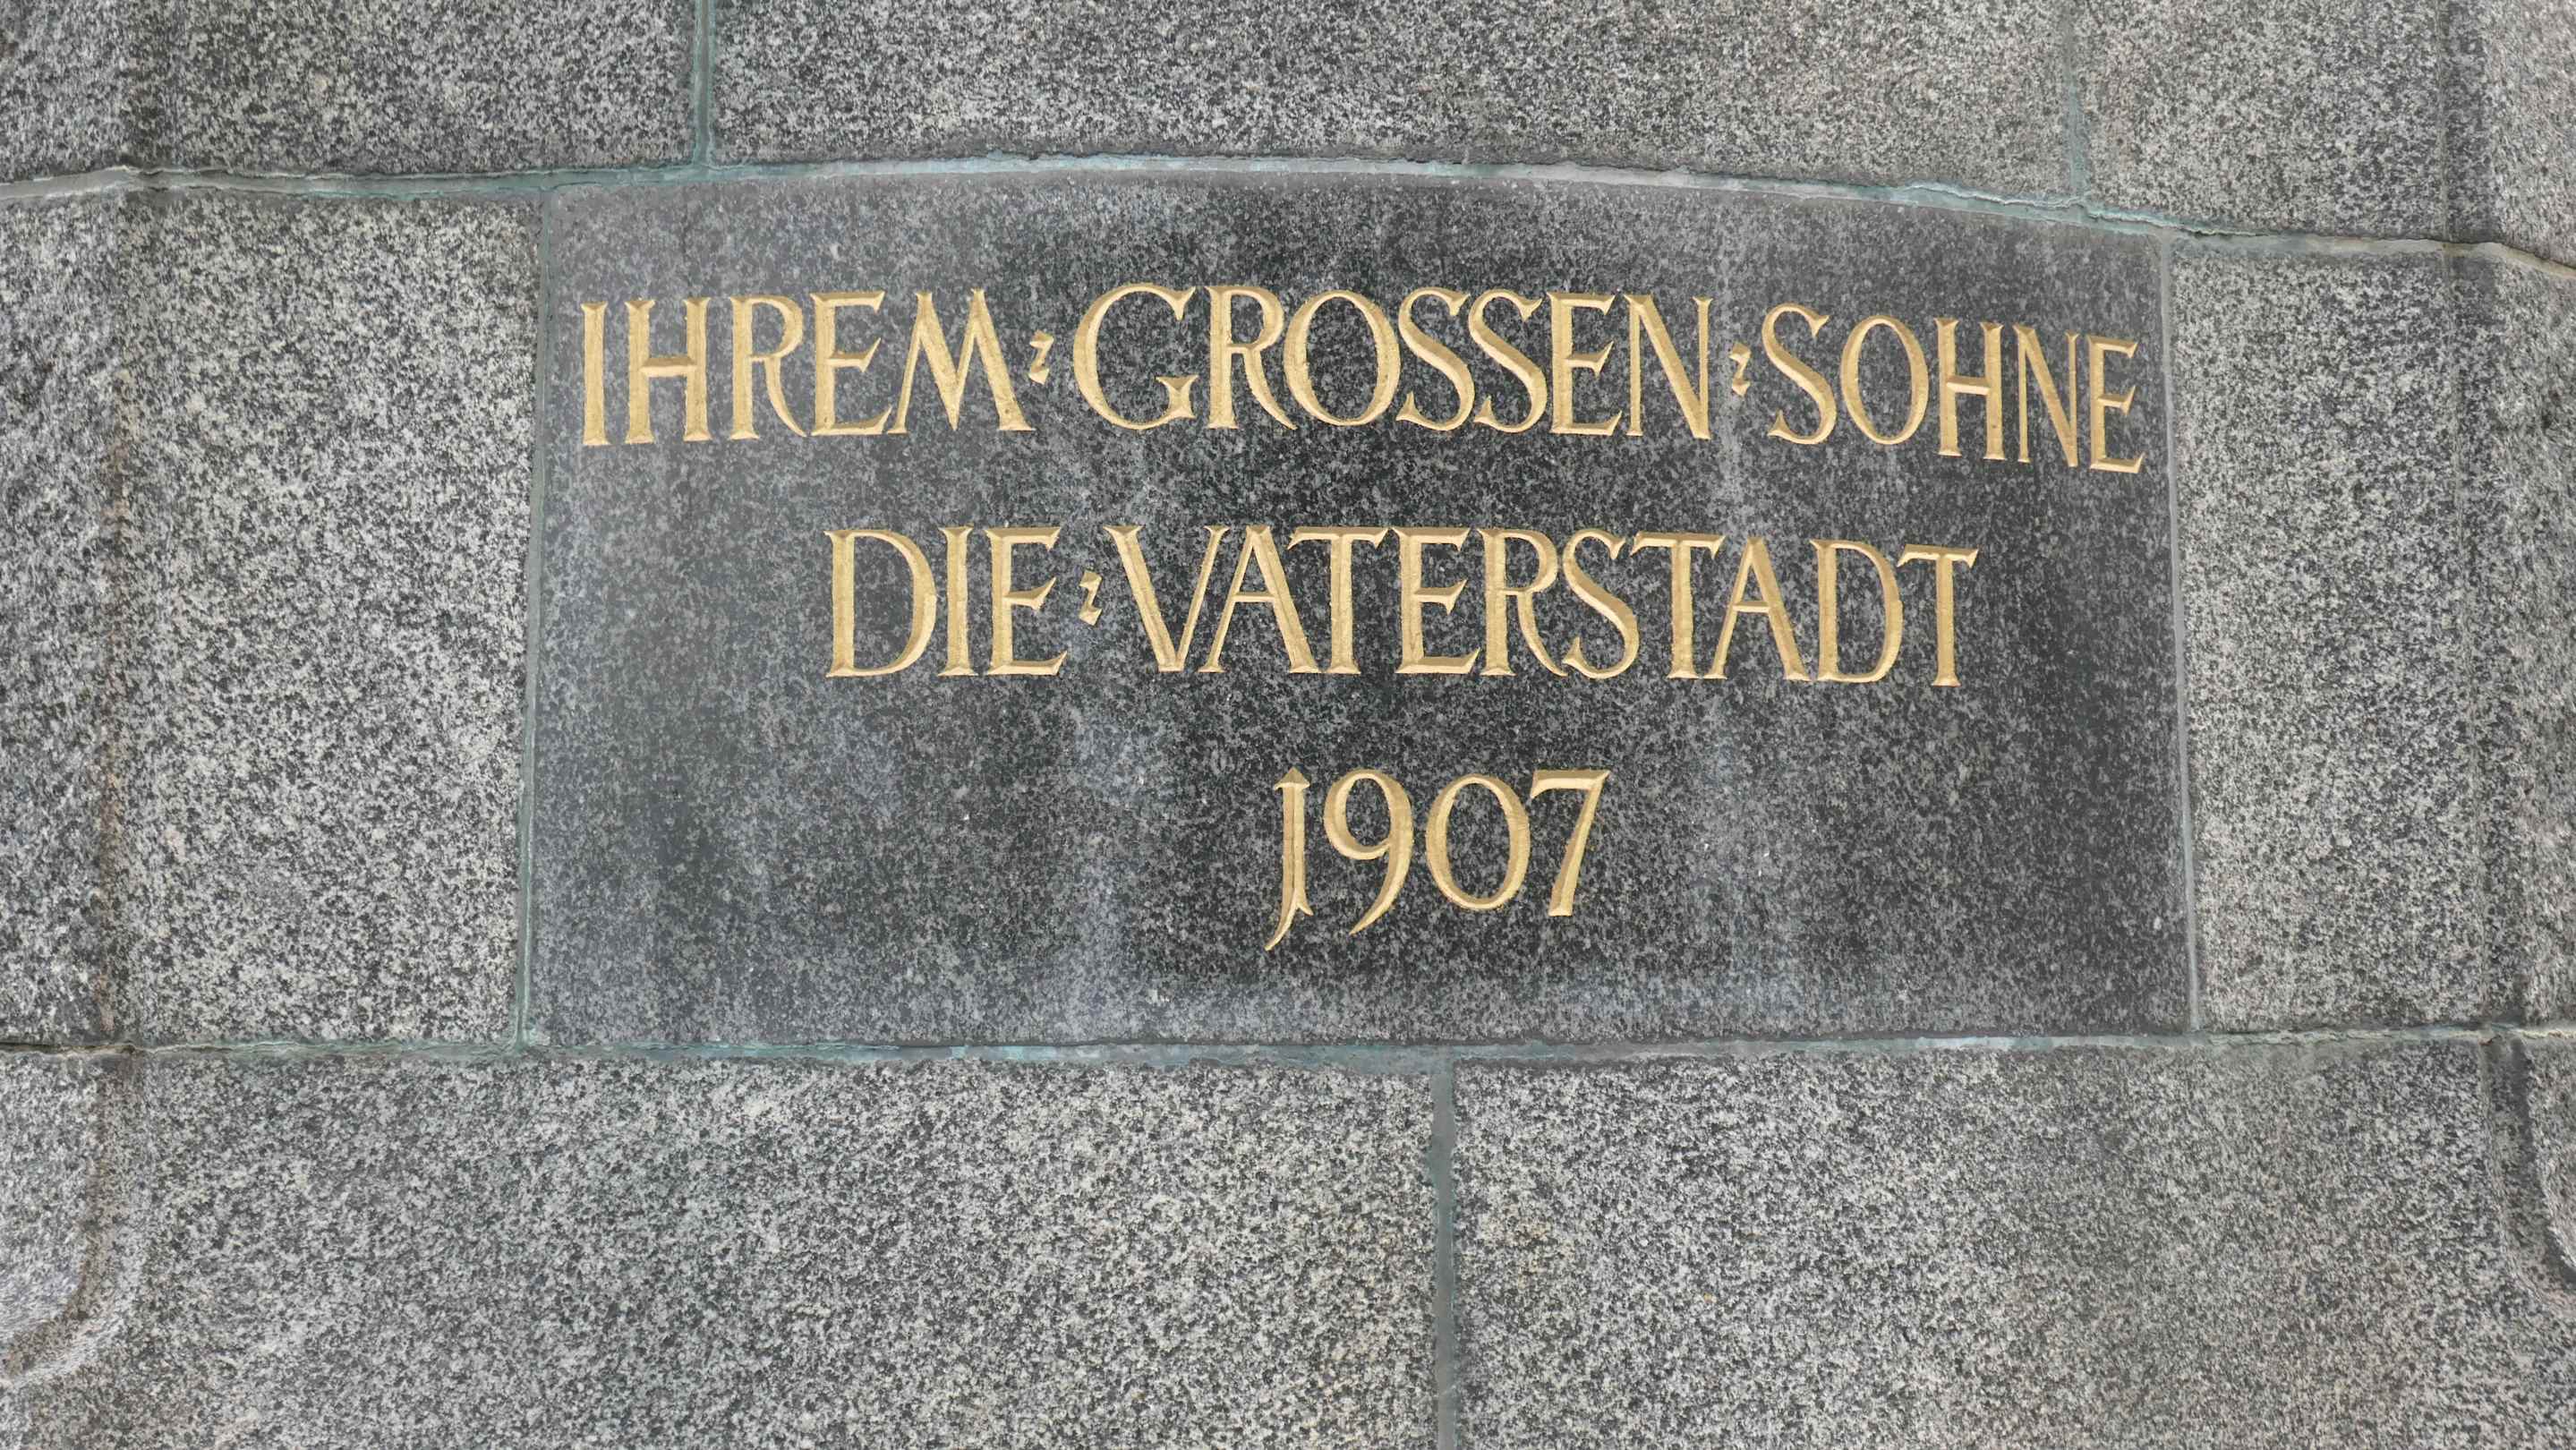 IHREM : GROSSEN : SOHNE
DIE : VATERSTADT
1907